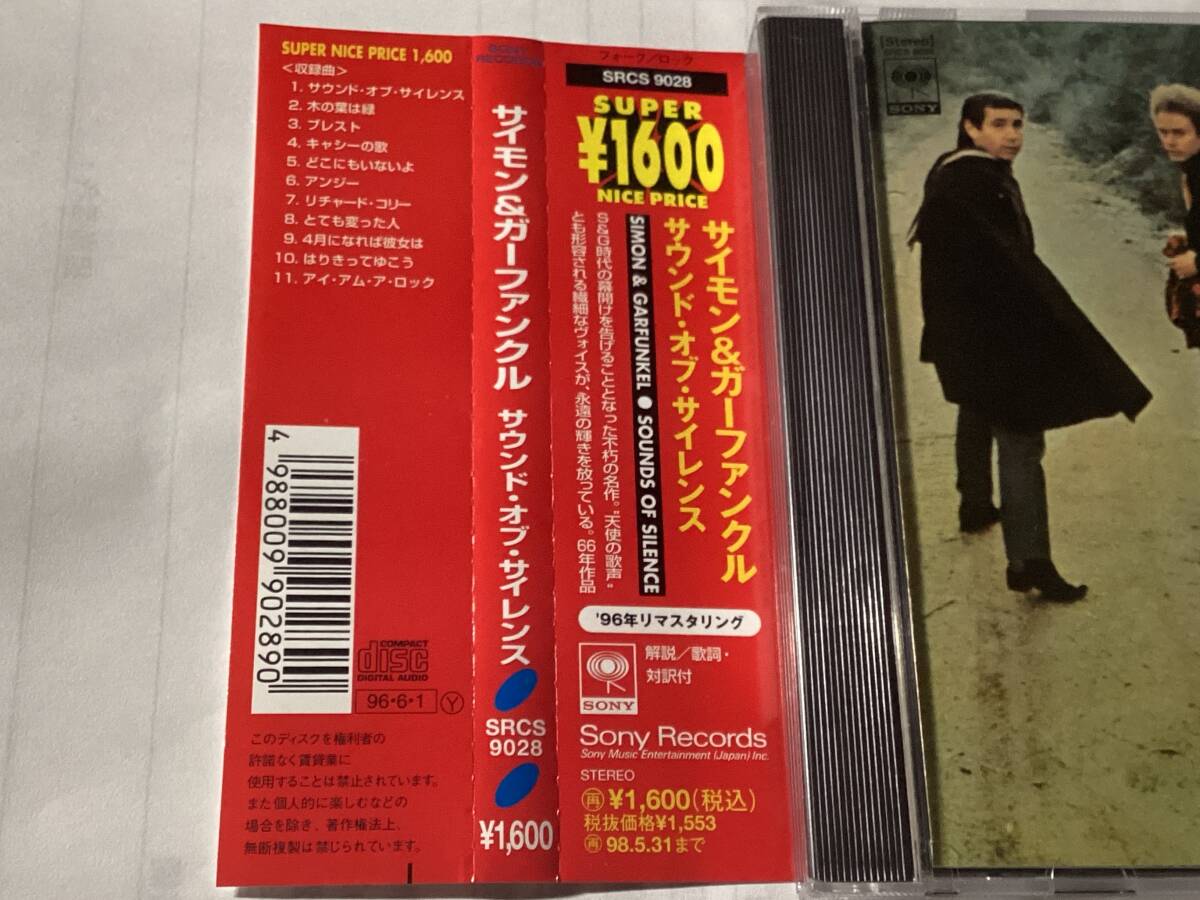 SUPER NICE PRICE 1,600
<収録曲>
1. サウンド・オブ・サイレンス
2. 木の葉は緑
3. ブレスト
4. キャシーの歌
5. どこにもいないよ
6. アンジー
7. リチャード・コリー
8. とても変った人
9. 4月になれば彼女は
10. はりきってゆこう
11. アイ・アム・ア・ロック
4 988009 902890
COMPACT
disc
DIGITAL AUDIO
96・6・1 Y
このディスクを権利者の
許諾なく賃貸業に
使用することは禁止されています。
また個人的に楽しむなどの
場合を除き、著作権法上、
無断複製は禁じられています。
SONY
RECORDS
サイモン&ガーファンクル サウンド・オブ・サイレンス
SRCS
9028
¥1,600
フォーク/ロック
SRCS 9028
SUPER
¥1600
NICE PRICE
サイモン&ガーファンクル
サウンド・オブ・サイレンス
SIMON & GARFUNKEL ● SOUNDS OF SILENCE
S&G時代の幕開けを告げることとなった不朽の名作。“天使の歌声”
とも形容される繊細なヴォイスが、永遠の輝きを放っている。66年作品
'96年リマスタリング
SONY
解説/歌詞・
対訳付
Sony Records
Sony Music Entertainment (Japan) Inc.
STEREO
再 ¥1,600(税込)
税抜価格¥1,553
再 98.5.31まで
Stereo
SRCS 9028
SONY